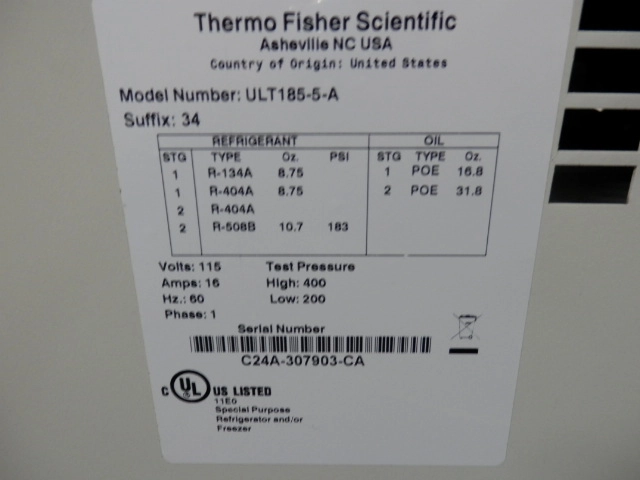 Thermo Fisher Scientific
Asheville NC USA
Country of Origin: United States
Model Number: ULT185-5-A
Suffix: 34
REFRIGERANT OIL
STG TYPE Oz. PSI STG TYPE Oz.
1 R-134A 8.75 1 POE 16.8
1 R-404A 8.75 2 POE 31.8
2 R-404A
2 R-508B 10.7 183
Volts: 115 Test Pressure
Amps: 16 High: 400
Hz.: 60 Low: 200
Phase: 1
Serial Number
C24A-307903-CA
C UL US LISTED
11E0
Special Purpose
Refrigerator and/or
Freezer